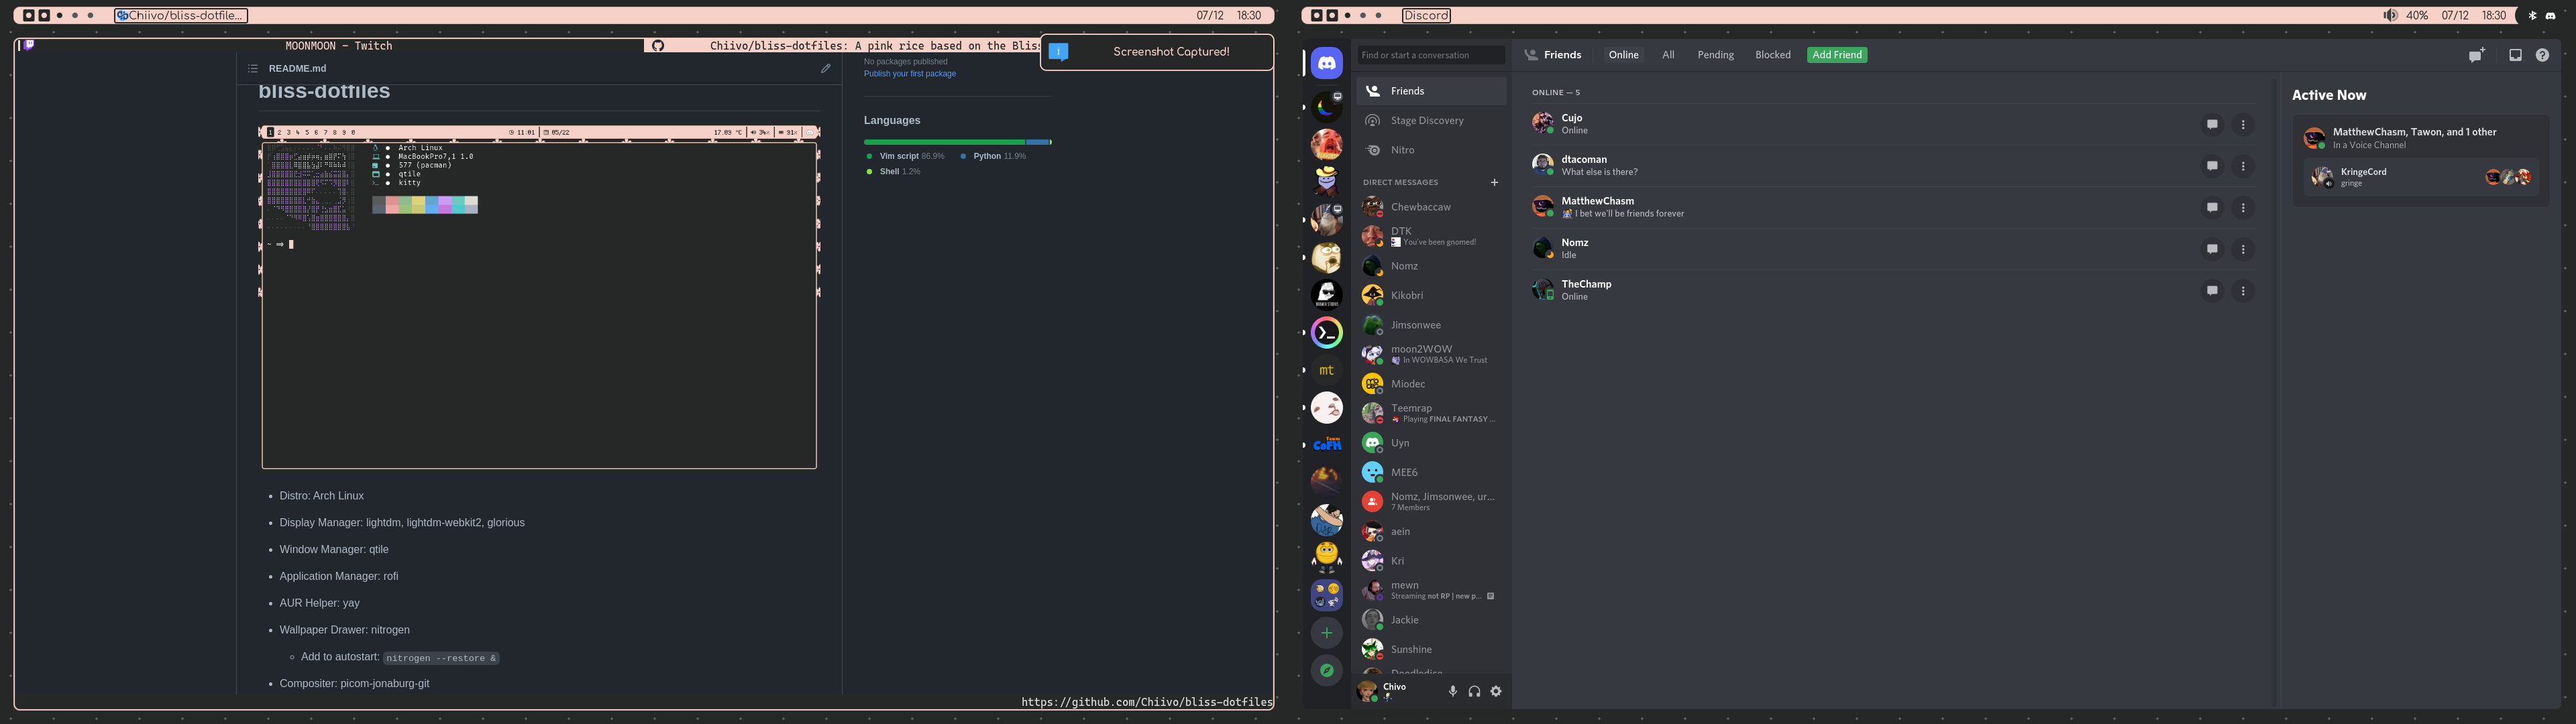 Chiivo/bliss-dotfile...
07/12 18:30
MOONMOON - Twitch
Chiivo/bliss-dotfiles: A pink rice based on the Blis
Screenshot Captured!
README.md
bliss-dotfiles
1 2 3 4 5 6 7 8 9 0
11:01
05/22
17.09 °C
34%
91%
Arch Linux
MacBookPro7,1 1.0
577 (pacman)
qtile
kitty
~ ⇒
Distro: Arch Linux
Display Manager: lightdm, lightdm-webkit2, glorious
Window Manager: qtile
Application Manager: rofi
AUR Helper: yay
Wallpaper Drawer: nitrogen
Add to autostart: nitrogen --restore &
Compositer: picom-jonaburg-git
No packages published
Publish your first package
Languages
Vim script 86.9% Python 11.9%
Shell 1.2%
https://github.com/Chiivo/bliss-dotfiles
Discord
40% 07/12 18:30
Find or start a conversation
Friends
Stage Discovery
Nitro
DIRECT MESSAGES
Chewbaccaw
DTK
You've been gnomed!
Nomz
Kikobri
Jimsonwee
moon2WOW
In WOWBASA We Trust
Miodec
Teemrap
Playing FINAL FANTASY ...
Uyn
MEE6
Nomz, Jimsonwee, ur...
7 Members
aein
Kri
mewn
Streaming not RP | new p...
Jackie
Sunshine
Chivo
mt
Team
CoFH
Friends Online All Pending Blocked Add Friend
ONLINE — 5
Cujo
Online
dtacoman
What else is there?
MatthewChasm
I bet we'll be friends forever
Nomz
Idle
TheChamp
Online
Active Now
MatthewChasm, Tawon, and 1 other
In a Voice Channel
KringeCord
gringe